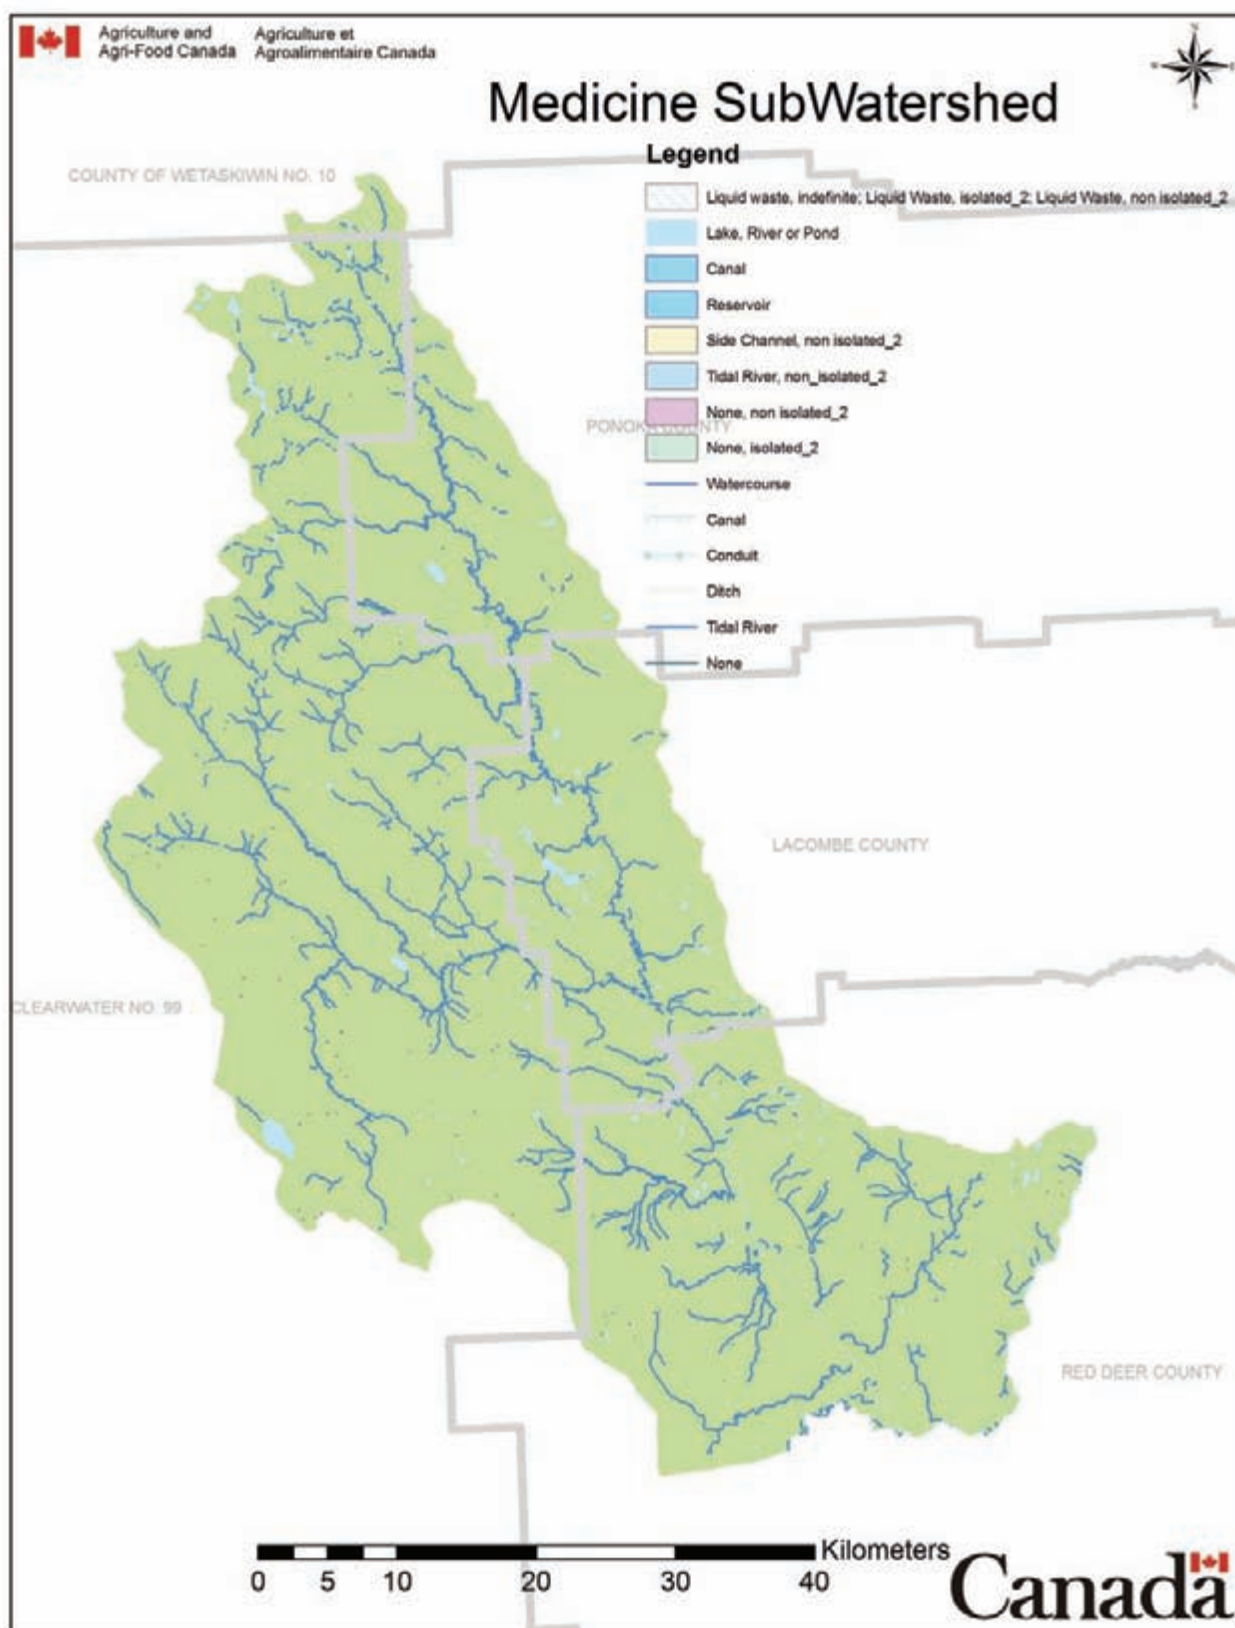 Agriculture and Agriculture et
Agri-Food Canada Agroalimentaire Canada
Medicine SubWatershed
Legend
COUNTY OF WETASKIWIN NO. 10
Liquid waste, indefinite; Liquid Waste, isolated_2; Liquid Waste, non isolated_2
Lake, River or Pond
Canal
Reservoir
Side Channel, non isolated_2
Tidal River, non_isolated_2
None, non isolated_2
PONOKA COUNTY
None, isolated_2
Watercourse
Canal
Conduit
Ditch
Tidal River
None
LACOMBE COUNTY
CLEARWATER NO. 99
RED DEER COUNTY
Kilometers
0 5 10 20 30 40
Canada